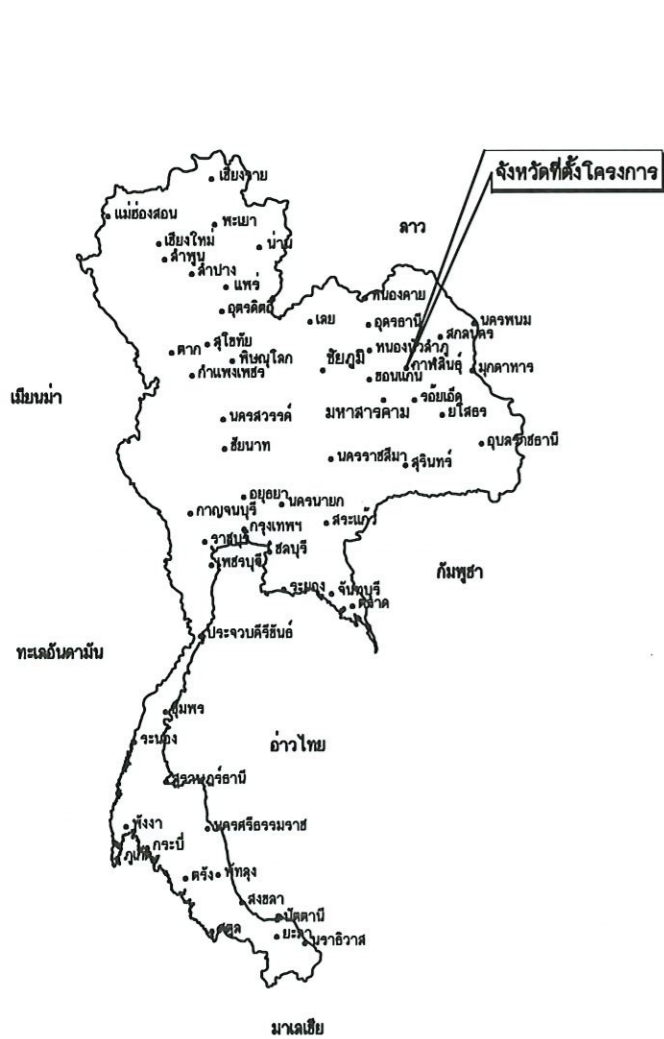 เชียงราย
จังหวัดที่ตั้งโครงการ
แม่ฮ่องสอน
พะเยา
ลาว
เชียงใหม่
น่าน
ลำพูน
ลำปาง
แพร่
หนองคาย
อุตรดิตถ์
เลย
อุดรธานี
นครพนม
สกลนคร
สุโขทัย
ตาก
พิษณุโลก
ชัยภูมิ
หนองบัวลำภู
กาฬสินธุ์
มุกดาหาร
กำแพงเพชร
ขอนแก่น
เมียนม่า
มหาสารคาม
ร้อยเอ็ด
ยโสธร
นครสวรรค์
ชัยนาท
อุบลราชธานี
นครราชสีมา
สุรินทร์
อยุธยา
นครนายก
กาญจนบุรี
สระแก้ว
กรุงเทพฯ
ราชบุรี
ชลบุรี
เพชรบุรี
กัมพูชา
ระยอง
จันทบุรี
ตลาด
ประจวบคีรีขันธ์
ทะเลอันดามัน
ชุมพร
ระนอง
อ่าวไทย
สุราษฎร์ธานี
พังงา
นครศรีธรรมราช
กระบี่
ภูเก็ต
ตรัง
พัทลุง
สงขลา
ปัตตานี
สตูล
ยะลา
นราธิวาส
มาเลเซีย